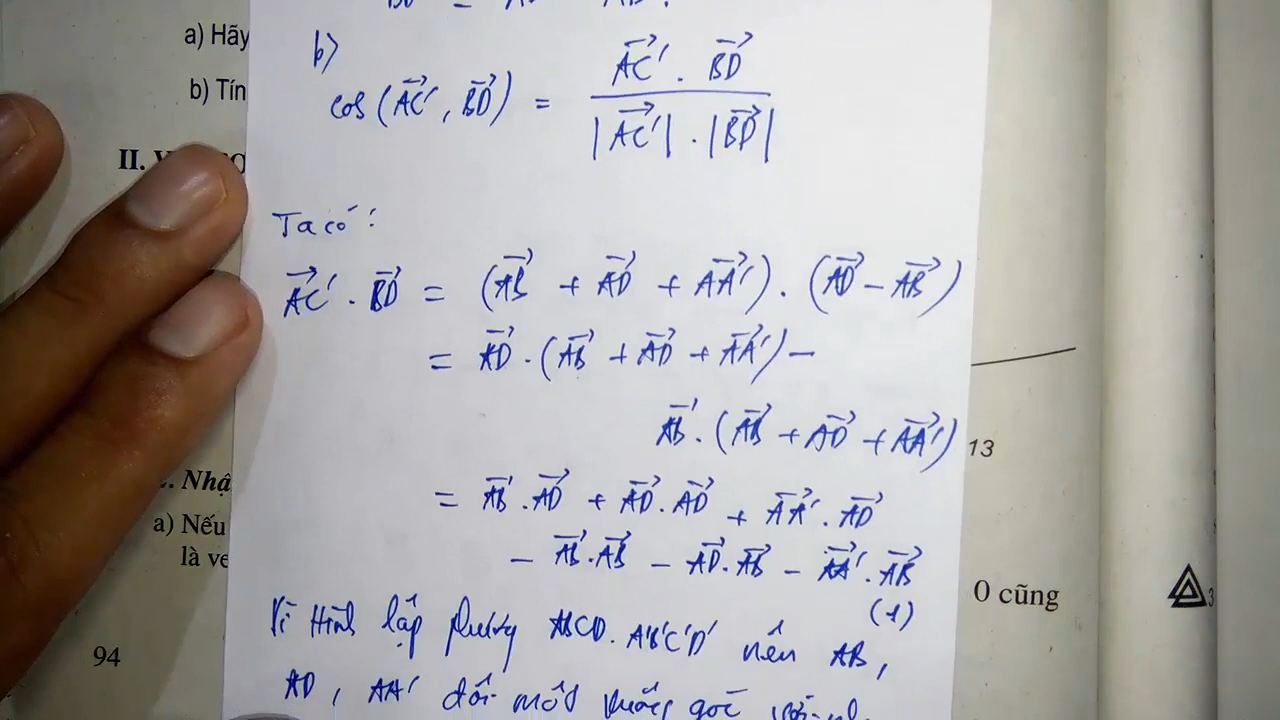 a) Hãy
b) Tín
II.
b)
cos(AC', BD) = AC' . BD / |AC'| . |BD|
Ta có :
AC' . BD = (AB + AD + AA') . (AD - AB)
= AD . (AB + AD + AA') -
AB . (AB + AD + AA')
13
= AB . AD + AD . AD + AA' . AD
- AB . AB - AD . AB - AA' . AB
(1)
Nhậ
a) Nếu
là ve
0 cũng
3
Vì Hình lập phương ABCD.A'B'C'D' nên AB,
94
AD, AA' đôi một vuông góc với